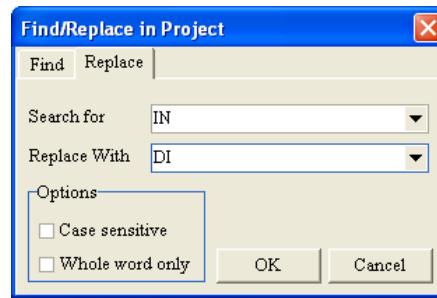 Find/Replace in Project
Find Replace
Search for IN
Replace With DI
Options
Case sensitive
Whole word only
OK Cancel